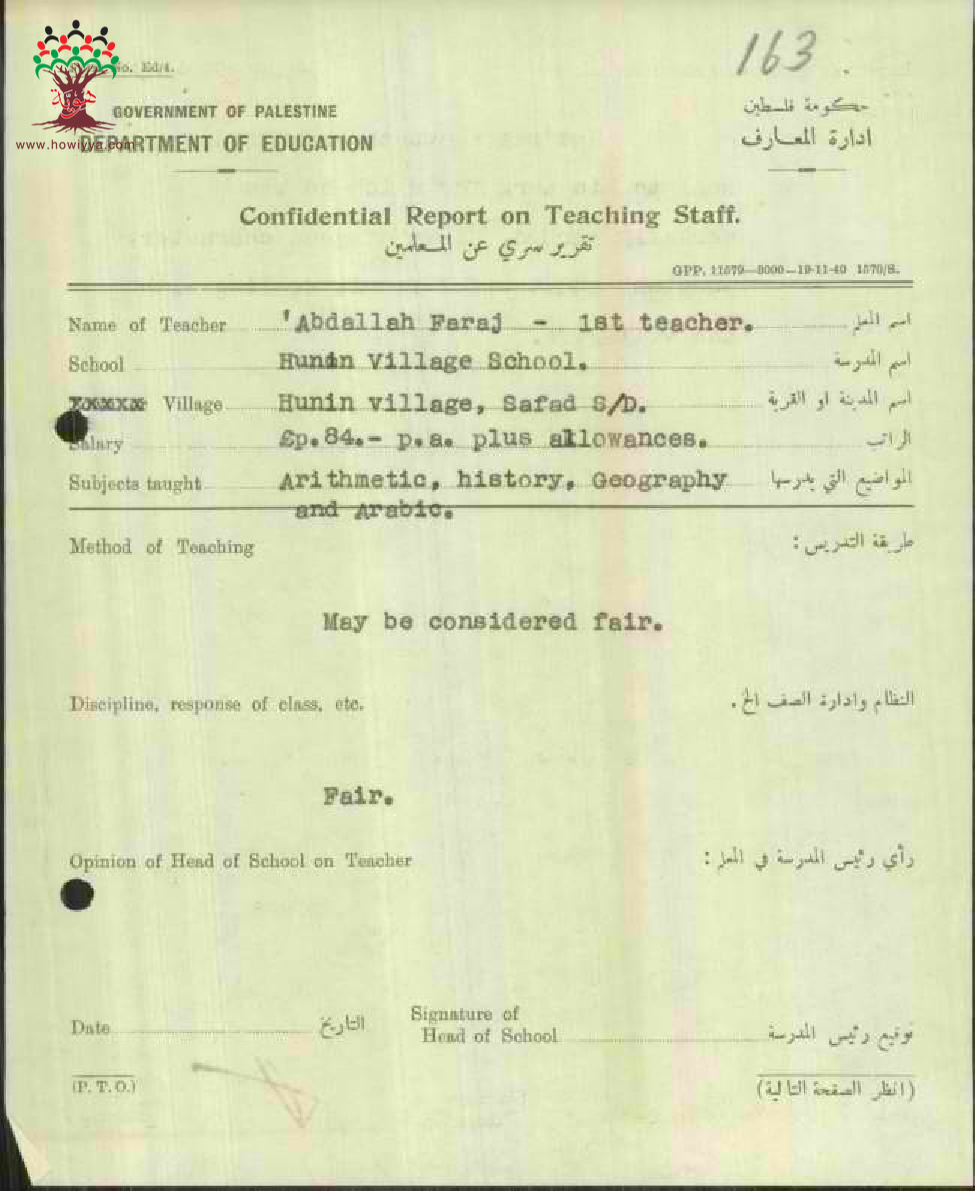 163.
No. Ed/4.
هوية
www.howiyya.com
GOVERNMENT OF PALESTINE
حكومة فلسطين
DEPARTMENT OF EDUCATION
ادارة المعارف
Confidential Report on Teaching Staff.
تقرير سري عن المعلمين
GPP. 11579—8000—19-11-40 1570/S.
Name of Teacher 'Abdallah Faraj - 1st teacher. اسم المعلم
School Hunin Village School. اسم المدرسة
xxxxx Village Hunin village, Safad S/D. اسم المدينة او القرية
Salary £p.84.- p.a. plus allowances. الراتب
Subjects taught Arithmetic, history, Geography المواضيع التي يدرسها
and Arabic.
Method of Teaching طريقة التدريس :
May be considered fair.
Discipline, response of class, etc. النظام وادارة الصف الخ.
Fair.
Opinion of Head of School on Teacher رأي رئيس المدرسة في المعلم :
Date التاريخ Signature of
Head of School توقيع رئيس المدرسة
(P. T. O.) (انظر الصفحة التالية)